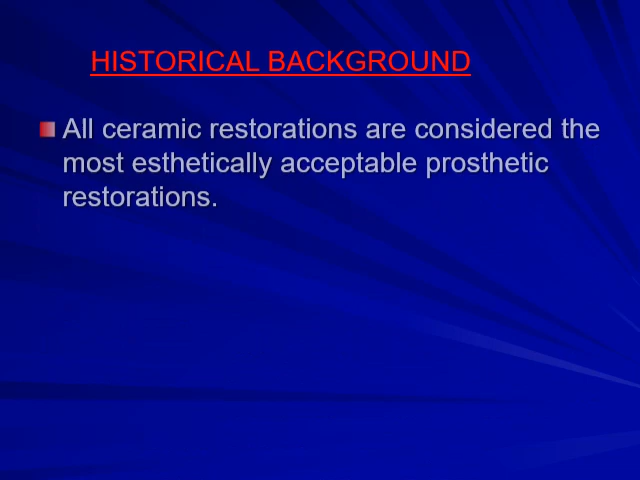 HISTORICAL BACKGROUND
All ceramic restorations are considered the
most esthetically acceptable prosthetic
restorations.